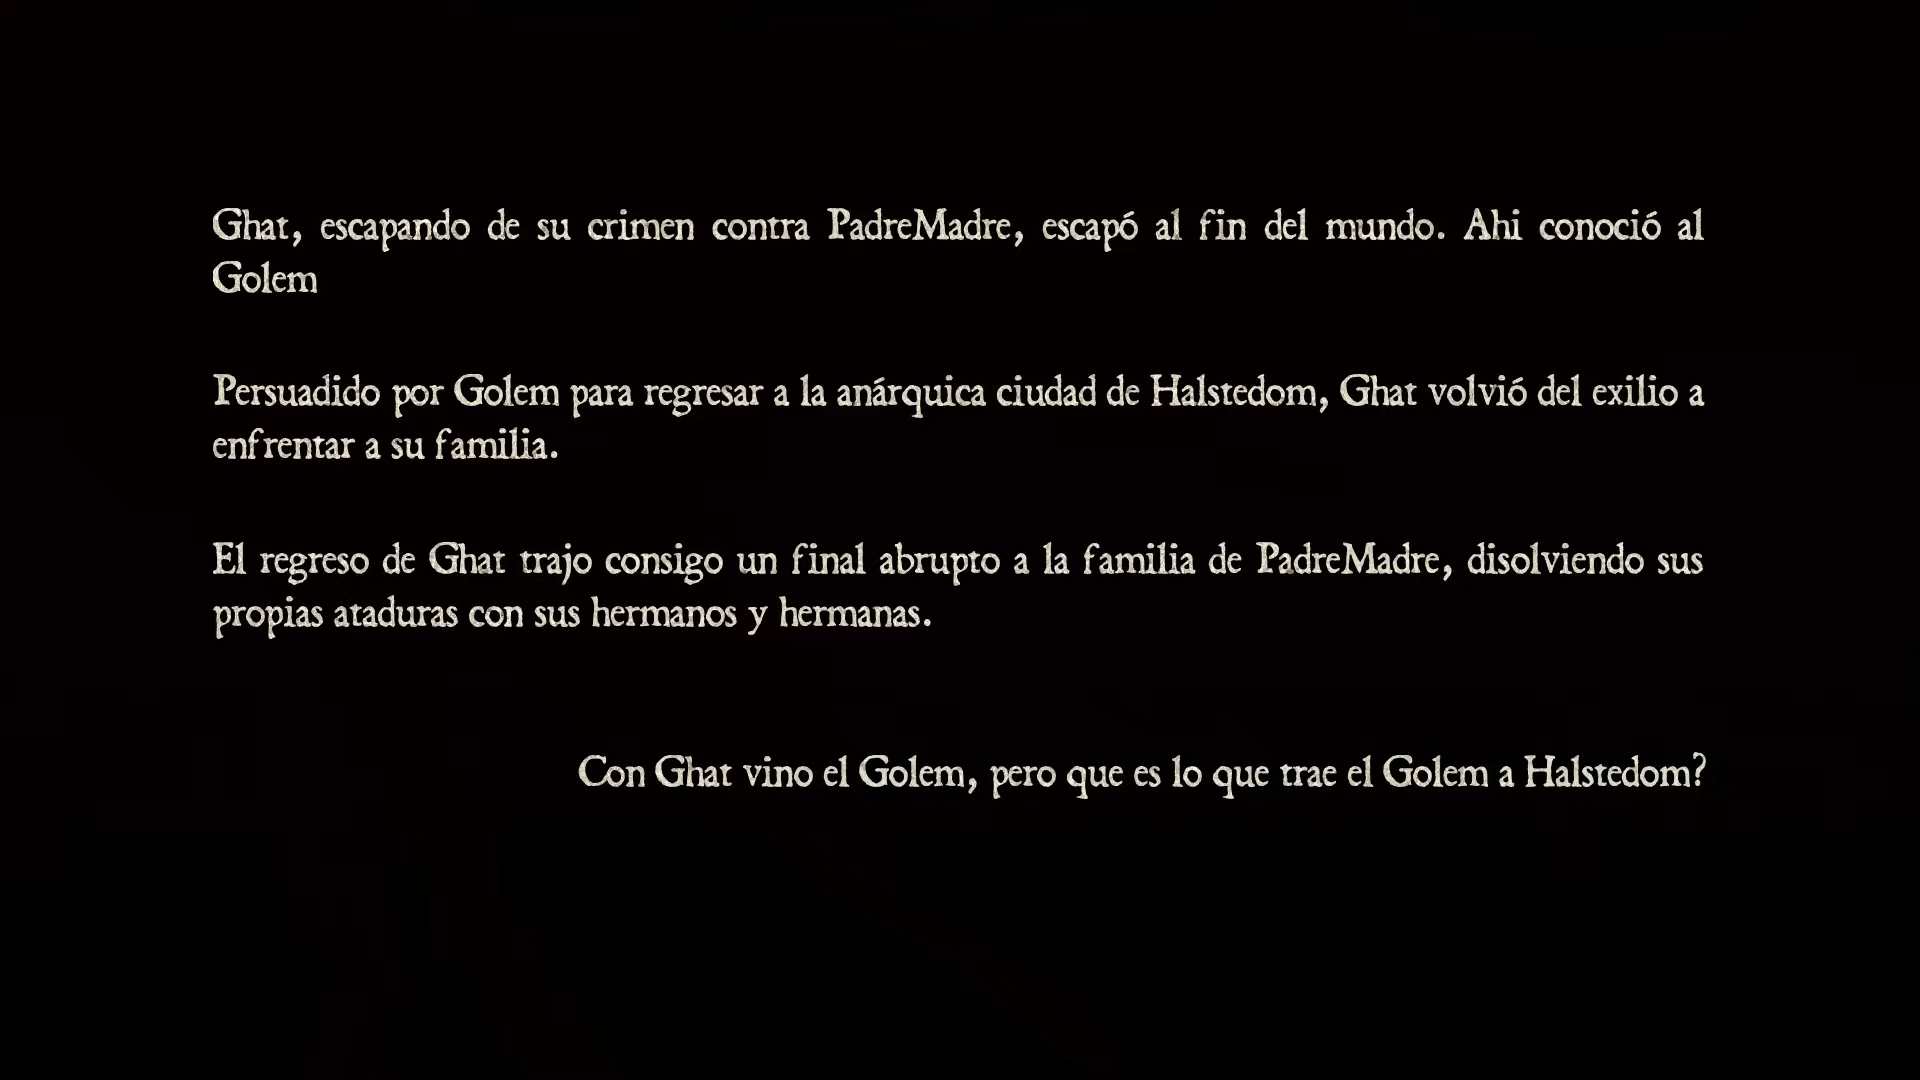 Ghat, escapando de su crimen contra PadreMadre, escapó al fin del mundo. Ahi conoció al
Golem
Persuadido por Golem para regresar a la anárquica ciudad de Halstedom, Ghat volvió del exilio a
enfrentar a su familia.
El regreso de Ghat trajo consigo un final abrupto a la familia de PadreMadre, disolviendo sus
propias ataduras con sus hermanos y hermanas.
Con Ghat vino el Golem, pero que es lo que trae el Golem a Halstedom?